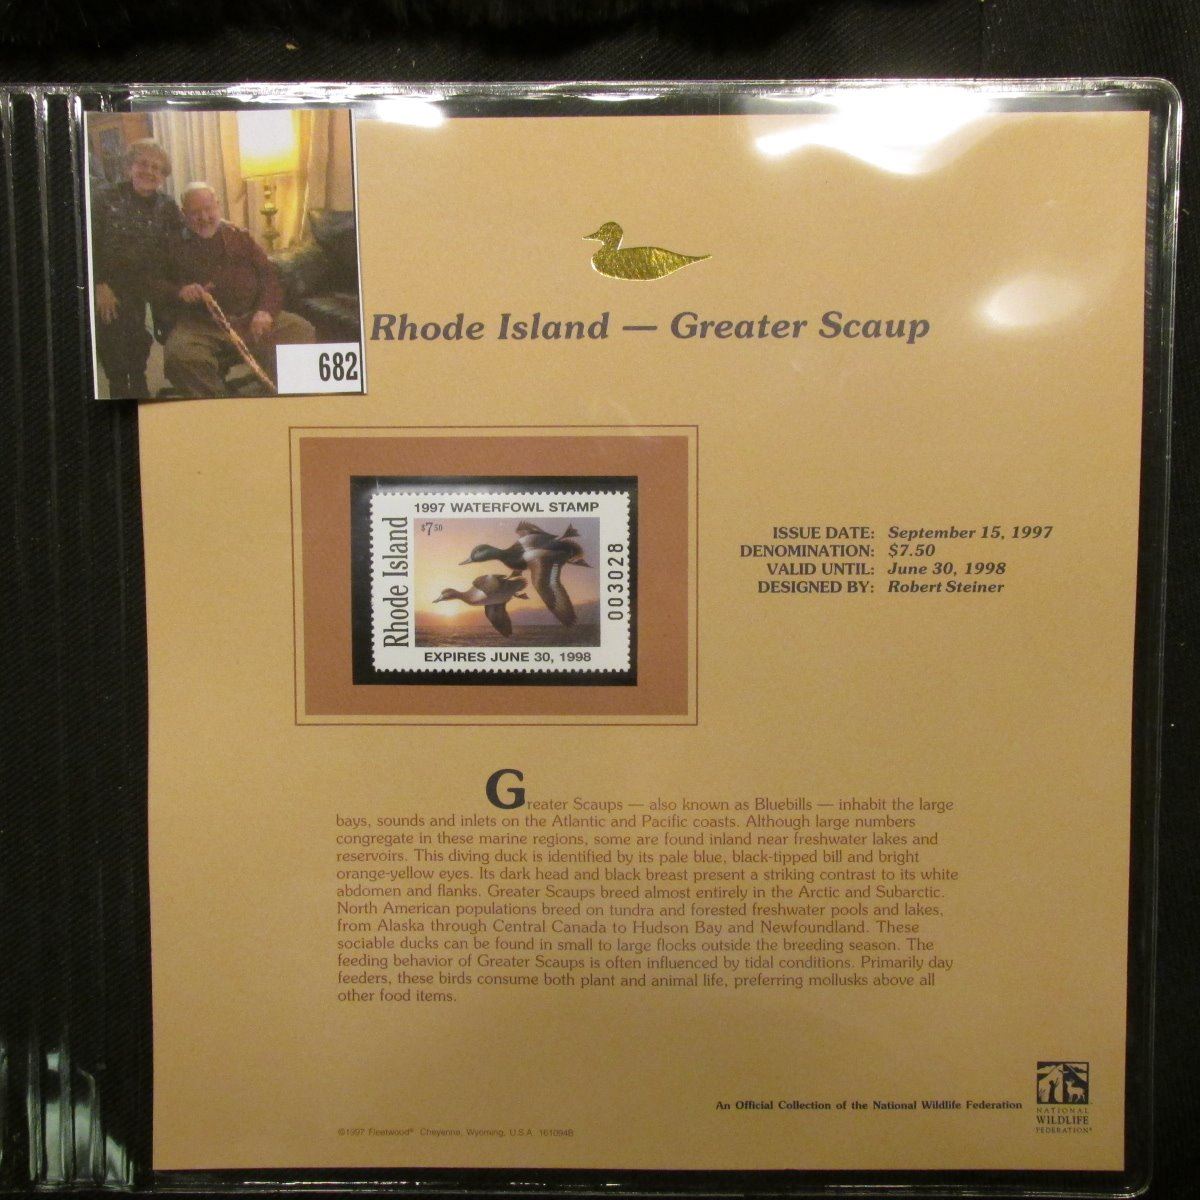 682
Rhode Island — Greater Scaup
1997 WATERFOWL STAMP
$7.50
Rhode Island
003028
EXPIRES JUNE 30, 1998
ISSUE DATE: September 15, 1997
DENOMINATION: $7.50
VALID UNTIL: June 30, 1998
DESIGNED BY: Robert Steiner
Greater Scaups — also known as Bluebills — inhabit the large
bays, sounds and inlets on the Atlantic and Pacific coasts. Although large numbers
congregate in these marine regions, some are found inland near freshwater lakes and
reservoirs. This diving duck is identified by its pale blue, black-tipped bill and bright
orange-yellow eyes. Its dark head and black breast present a striking contrast to its white
abdomen and flanks. Greater Scaups breed almost entirely in the Arctic and Subarctic.
North American populations breed on tundra and forested freshwater pools and lakes,
from Alaska through Central Canada to Hudson Bay and Newfoundland. These
sociable ducks can be found in small to large flocks outside the breeding season. The
feeding behavior of Greater Scaups is often influenced by tidal conditions. Primarily day
feeders, these birds consume both plant and animal life, preferring mollusks above all
other food items.
An Official Collection of the National Wildlife Federation
NATIONAL
WILDLIFE
FEDERATION®
©1997 Fleetwood® Cheyenne, Wyoming, U.S.A. 161094B